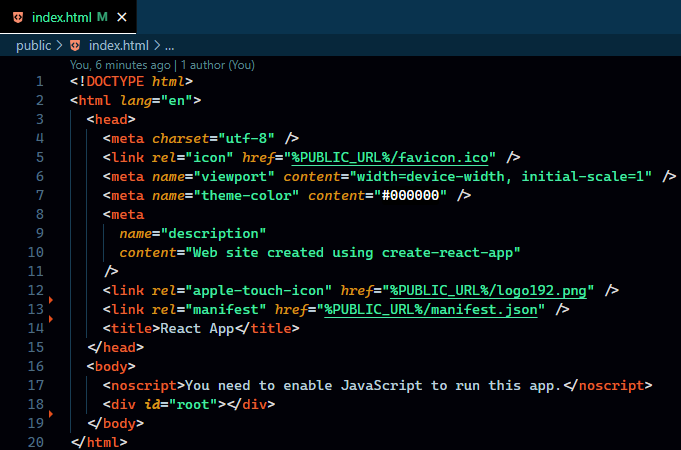 index.html M
public > index.html > ...
You, 6 minutes ago | 1 author (You)
1 <!DOCTYPE html>
2 <html lang="en">
3 <head>
4 <meta charset="utf-8" />
5 <link rel="icon" href="%PUBLIC_URL%/favicon.ico" />
6 <meta name="viewport" content="width=device-width, initial-scale=1" />
7 <meta name="theme-color" content="#000000" />
8 <meta
9 name="description"
10 content="Web site created using create-react-app"
11 />
12 <link rel="apple-touch-icon" href="%PUBLIC_URL%/logo192.png" />
13 <link rel="manifest" href="%PUBLIC_URL%/manifest.json" />
14 <title>React App</title>
15 </head>
16 <body>
17 <noscript>You need to enable JavaScript to run this app.</noscript>
18 <div id="root"></div>
19 </body>
20 </html>